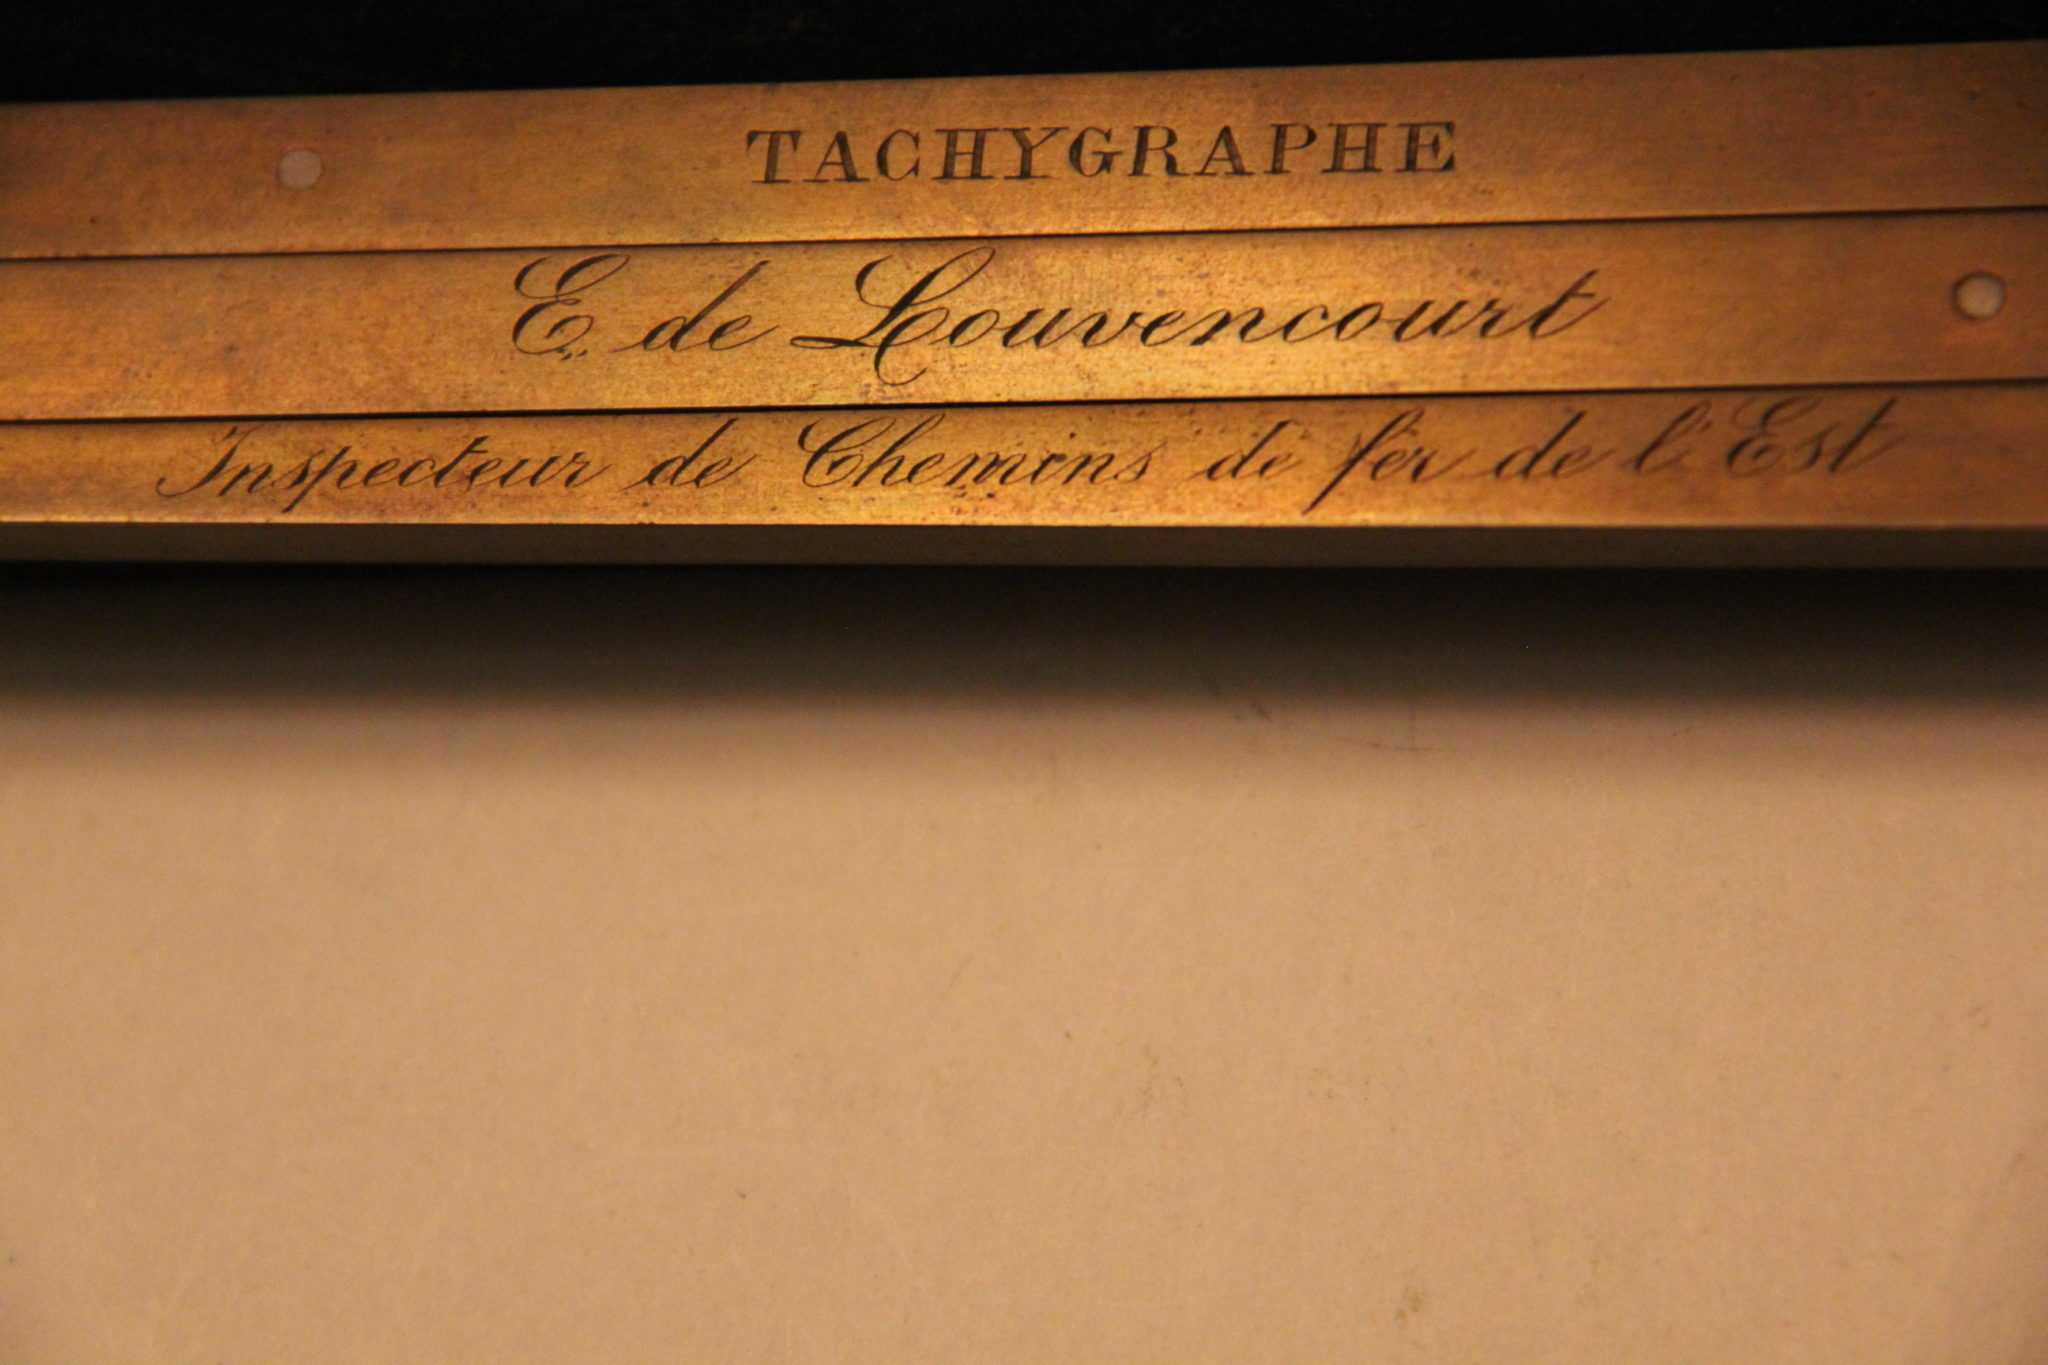 TACHYGRAPHE
E. de Louvencourt
Inspecteur de Chemins de fer de l'Est